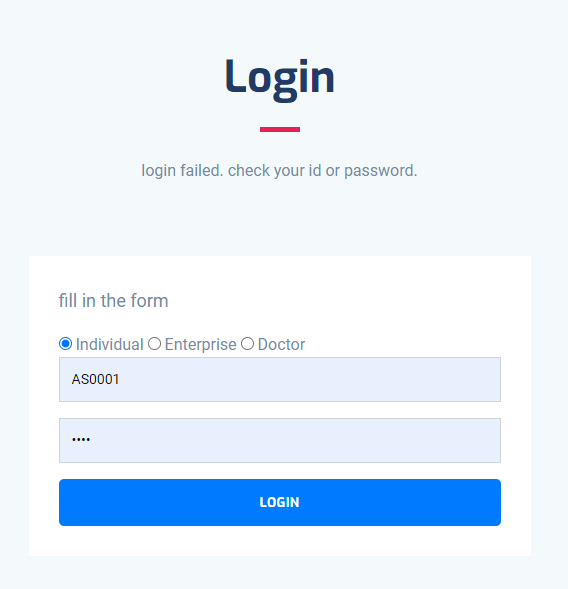 Login
login failed. check your id or password.
fill in the form
Individual Enterprise Doctor
AS0001
••••
LOGIN